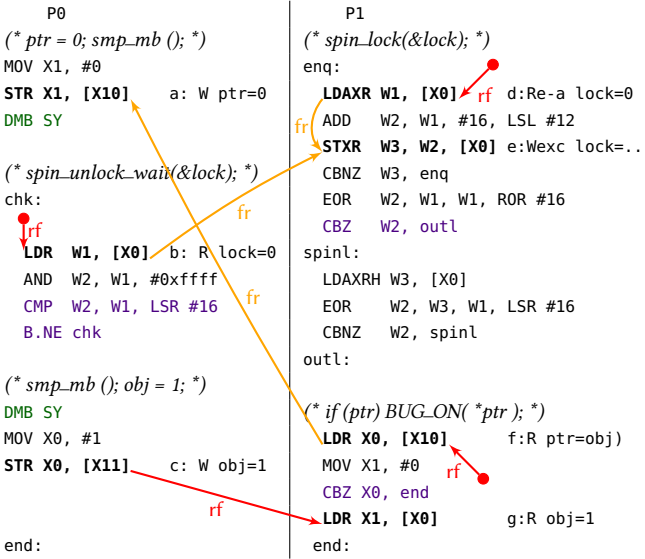 P0
(* ptr = 0; smp_mb (); *)
MOV X1, #0
STR X1, [X10] a: W ptr=0
DMB SY
(* spin_unlock_wait(&lock); *)
chk:
rf
LDR W1, [X0] b: R lock=0
AND W2, W1, #0xffff
CMP W2, W1, LSR #16
B.NE chk
(* smp_mb (); obj = 1; *)
DMB SY
MOV X0, #1
STR X0, [X11] c: W obj=1
rf
end:
fr
fr
P1
(* spin_lock(&lock); *)
enq:
LDAXR W1, [X0] rf d:Re-a lock=0
fr ADD W2, W1, #16, LSL #12
STXR W3, W2, [X0] e:Wexc lock=..
CBNZ W3, enq
EOR W2, W1, W1, ROR #16
CBZ W2, outl
spinl:
LDAXRH W3, [X0]
EOR W2, W3, W1, LSR #16
CBNZ W2, spinl
outl:
(* if (ptr) BUG_ON( *ptr ); *)
LDR X0, [X10] f:R ptr=obj)
MOV X1, #0 rf
CBZ X0, end
LDR X1, [X0] g:R obj=1
end: